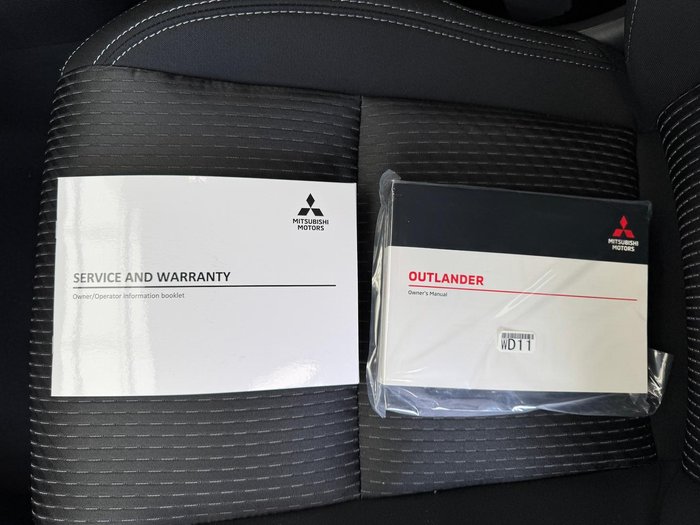 MITSUBISHI
MOTORS
SERVICE AND WARRANTY
Owner/Operator information booklet
MITSUBISHI
MOTORS
OUTLANDER
Owner's Manual
WD11